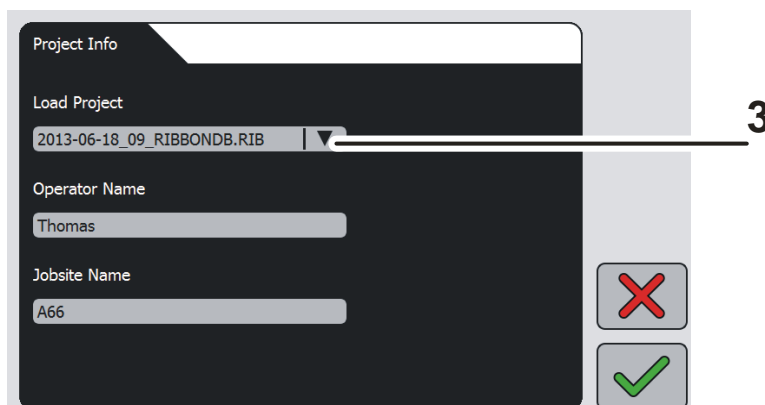 Project Info
Load Project
2013-06-18_09_RIBBONDB.RIB
3
Operator Name
Thomas
Jobsite Name
A66